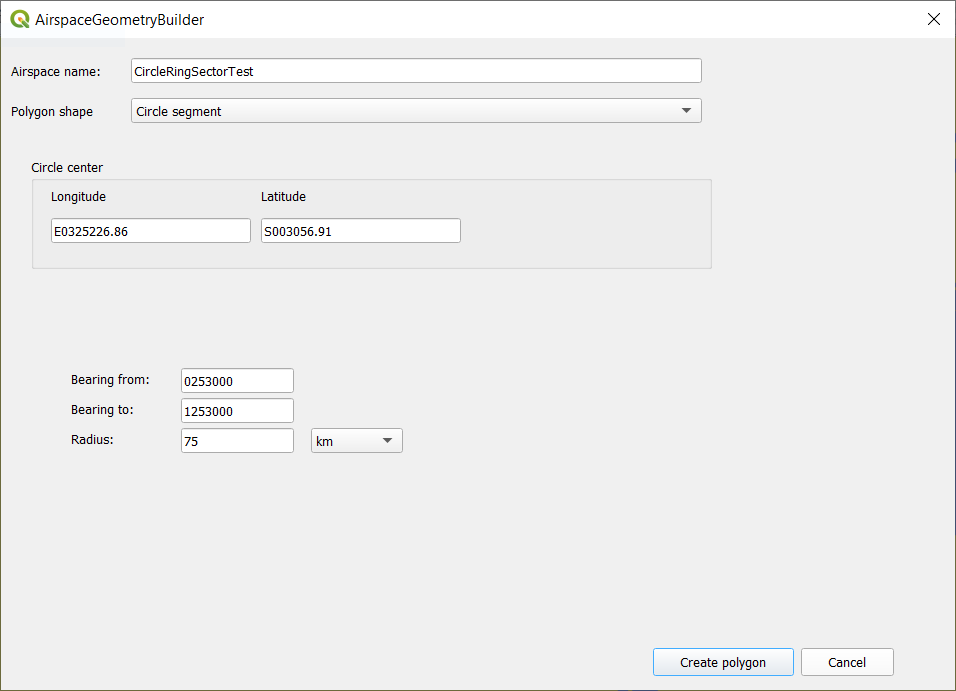 AirspaceGeometryBuilder
Airspace name: CircleRingSectorTest
Polygon shape Circle segment
Circle center
Longitude Latitude
E0325226.86 S003056.91
Bearing from: 0253000
Bearing to: 1253000
Radius: 75 km
Create polygon Cancel